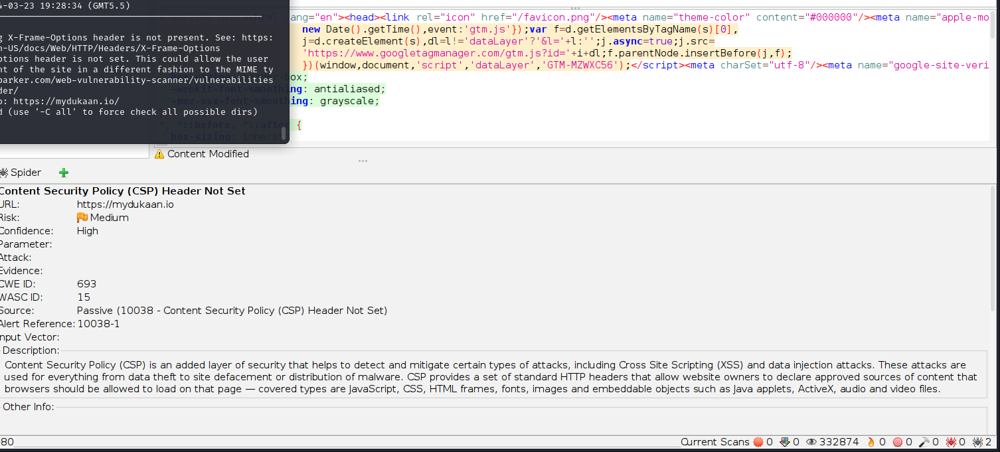 4-03-23 19:28:34 (GMT5.5)
g X-Frame-Options header is not present. See: https:
n-US/docs/Web/HTTP/Headers/X-Frame-Options
ptions header is not set. This could allow the user
nt of the site in a different fashion to the MIME ty
parker.com/web-vulnerability-scanner/vulnerabilities
der/
o: https://mydukaan.io/
d (use '-C all' to force check all possible dirs)
lang="en"><head><link rel="icon" href="/favicon.png"/><meta name="theme-color" content="#000000"/><meta name="apple-mo
new Date().getTime(),event:'gtm.js'});var f=d.getElementsByTagName(s)[0],
j=d.createElement(s),dl=l!='dataLayer'?'&l='+l:'';j.async=true;j.src=
'https://www.googletagmanager.com/gtm.js?id='+i+dl;f.parentNode.insertBefore(j,f);
})(window,document,'script','dataLayer','GTM-MZWXC56');</script><meta charSet="utf-8"/><meta name="google-site-veri
-box;
-webkit-font-smoothing: antialiased;
-moz-osx-font-smoothing: grayscale;
*, *::before, *::after {
box-sizing: inherit
Content Modified
Spider
Content Security Policy (CSP) Header Not Set
URL: https://mydukaan.io
Risk: Medium
Confidence: High
Parameter:
Attack:
Evidence:
CWE ID: 693
WASC ID: 15
Source: Passive (10038 - Content Security Policy (CSP) Header Not Set)
Alert Reference: 10038-1
nput Vector:
Description:
Content Security Policy (CSP) is an added layer of security that helps to detect and mitigate certain types of attacks, including Cross Site Scripting (XSS) and data injection attacks. These attacks are
used for everything from data theft to site defacement or distribution of malware. CSP provides a set of standard HTTP headers that allow website owners to declare approved sources of content that
browsers should be allowed to load on that page — covered types are JavaScript, CSS, HTML frames, fonts, images and embeddable objects such as Java applets, ActiveX, audio and video files.
Other Info:
80
Current Scans 0 0 332874 0 0 0 0 2